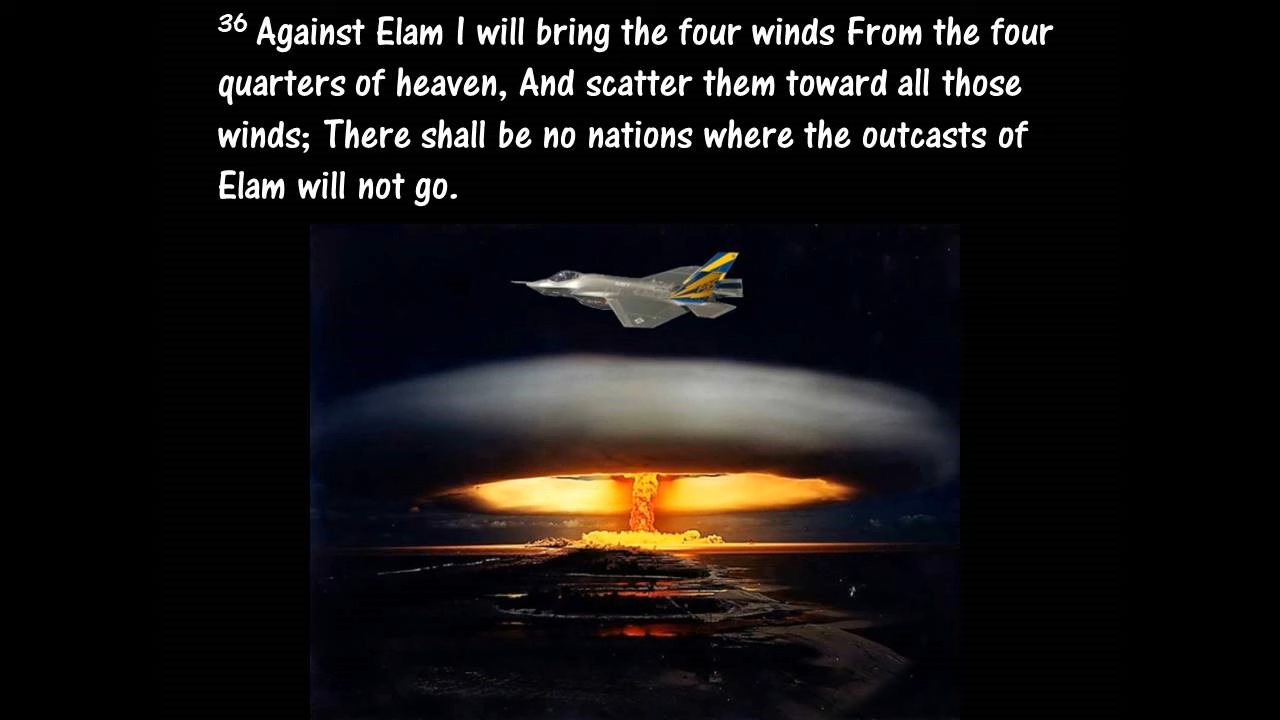 36 Against Elam I will bring the four winds From the four
quarters of heaven, And scatter them toward all those
winds; There shall be no nations where the outcasts of
Elam will not go.